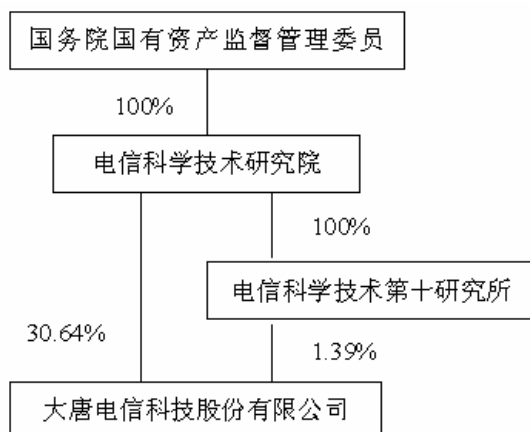 国务院国有资产监督管理委员
100%
电信科学技术研究院
100%
电信科学技术第十研究所
30.64%
1.39%
大唐电信科技股份有限公司